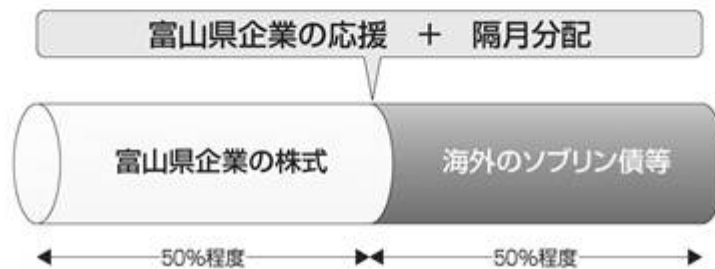 富山県企業の応援 + 隔月分配
富山県企業の株式
海外のソブリン債等
50%程度
50%程度